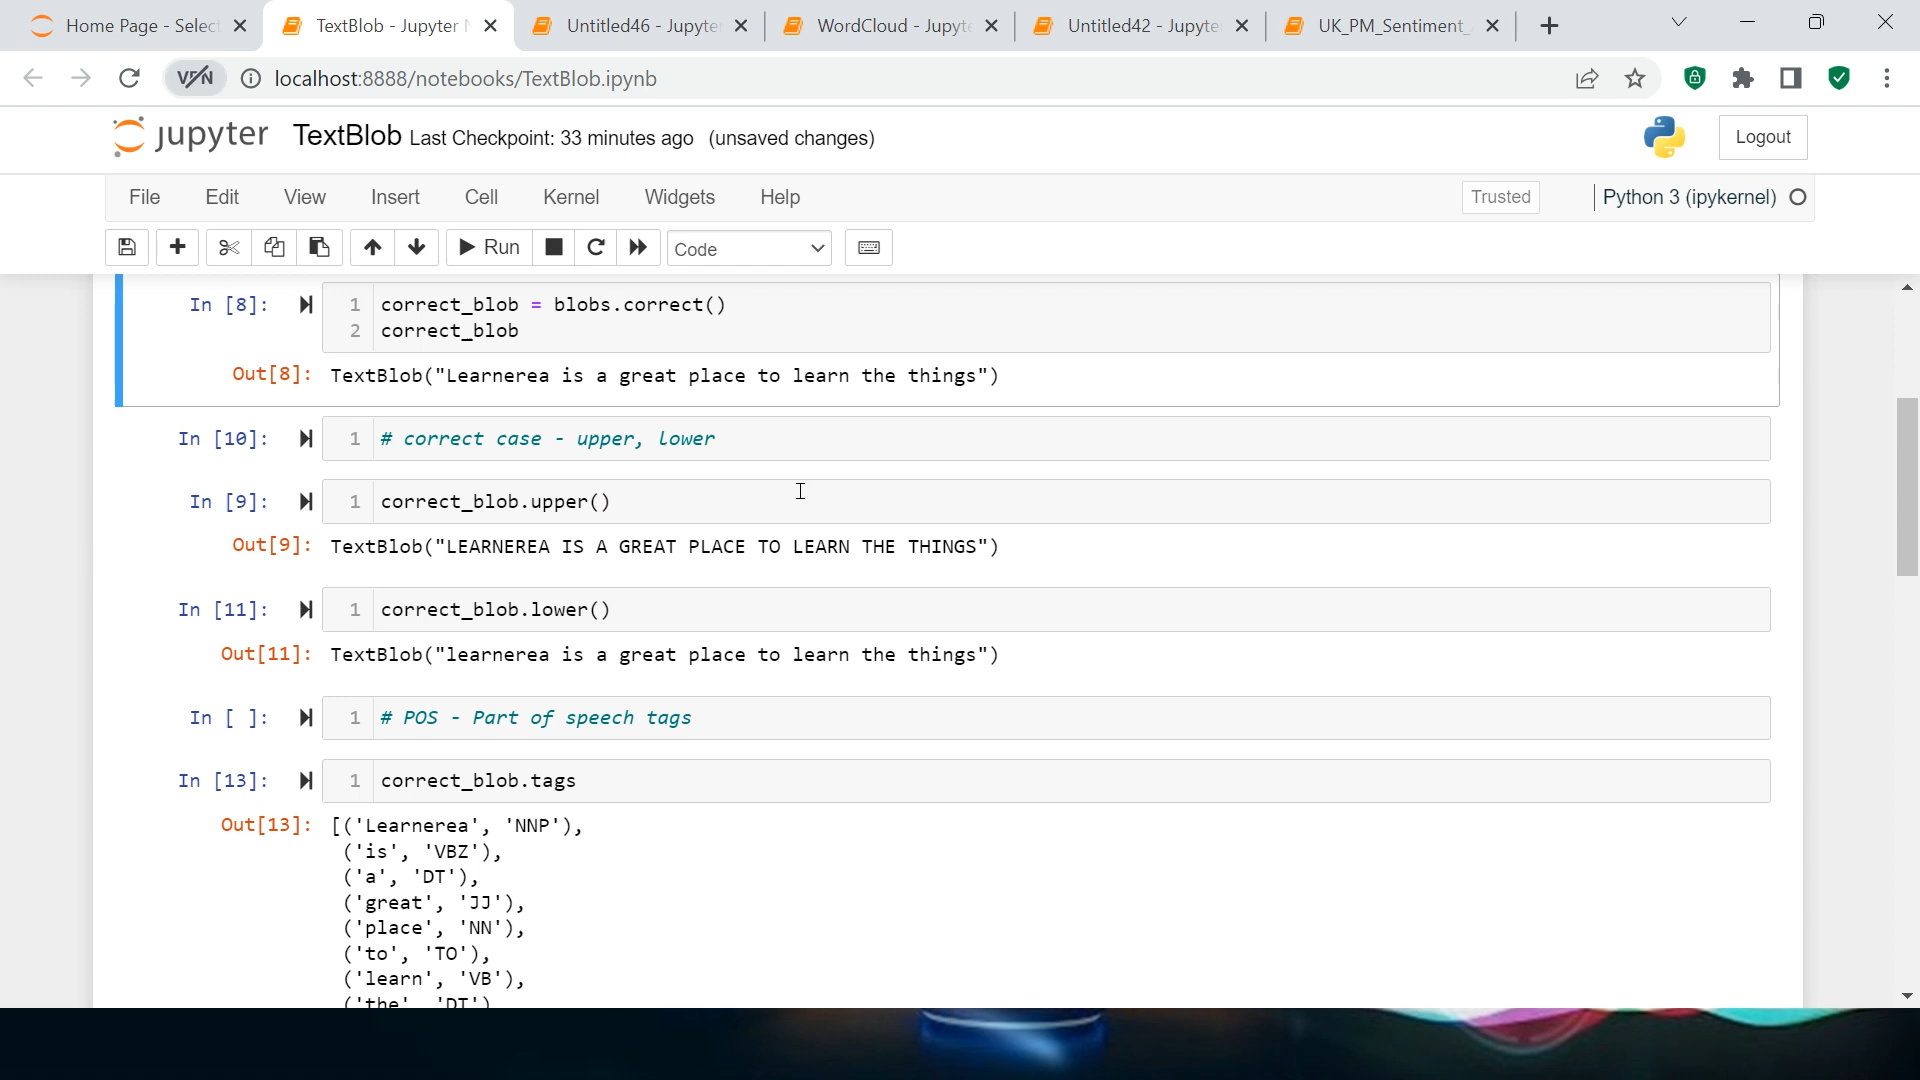 Home Page - Select
TextBlob - Jupyter N
Untitled46 - Jupyte
WordCloud - Jupyte
Untitled42 - Jupyte
UK_PM_Sentiment_
VPN
localhost:8888/notebooks/TextBlob.ipynb
jupyter TextBlob Last Checkpoint: 33 minutes ago (unsaved changes)
Logout
File Edit View Insert Cell Kernel Widgets Help
Trusted
Python 3 (ipykernel)
Run
Code
In [8]:
1 correct_blob = blobs.correct()
2 correct_blob
Out[8]: TextBlob("Learnerea is a great place to learn the things")
In [10]: 1 # correct case - upper, lower
In [9]: 1 correct_blob.upper()
Out[9]: TextBlob("LEARNEREA IS A GREAT PLACE TO LEARN THE THINGS")
In [11]: 1 correct_blob.lower()
Out[11]: TextBlob("learnerea is a great place to learn the things")
In [ ]: 1 # POS - Part of speech tags
In [13]: 1 correct_blob.tags
Out[13]: [('Learnerea', 'NNP'),
('is', 'VBZ'),
('a', 'DT'),
('great', 'JJ'),
('place', 'NN'),
('to', 'TO'),
('learn', 'VB'),
('the' 'DT')